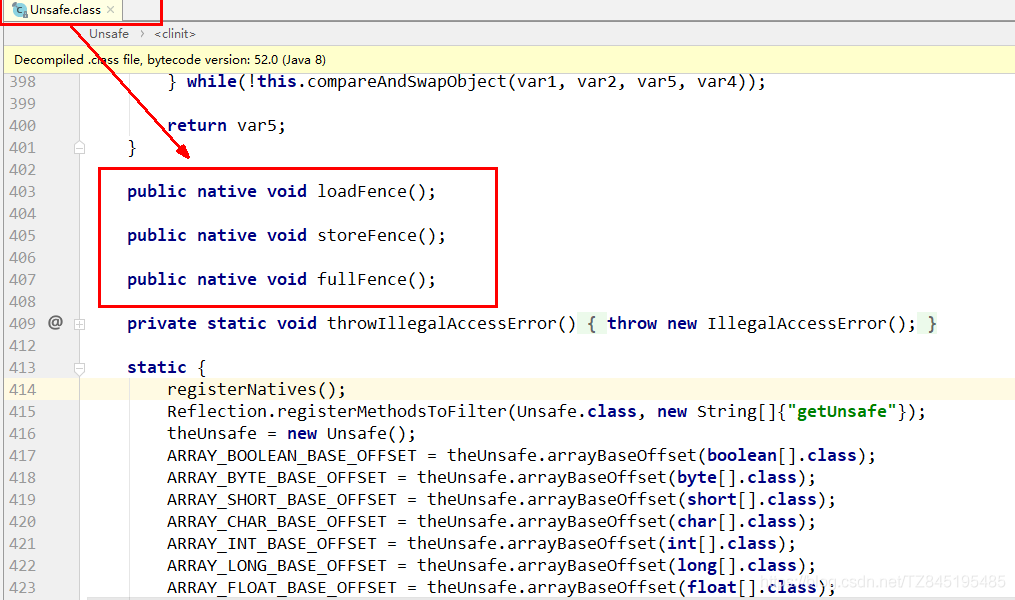 Unsafe.class ×
Unsafe › <clinit>
Decompiled .class file, bytecode version: 52.0 (Java 8)
398 } while(!this.compareAndSwapObject(var1, var2, var5, var4));
399
400 return var5;
401 }
402
403 public native void loadFence();
404
405 public native void storeFence();
406
407 public native void fullFence();
408
409 @ private static void throwIllegalAccessError() { throw new IllegalAccessError(); }
412
413 static {
414 registerNatives();
415 Reflection.registerMethodsToFilter(Unsafe.class, new String[]{"getUnsafe"});
416 theUnsafe = new Unsafe();
417 ARRAY_BOOLEAN_BASE_OFFSET = theUnsafe.arrayBaseOffset(boolean[].class);
418 ARRAY_BYTE_BASE_OFFSET = theUnsafe.arrayBaseOffset(byte[].class);
419 ARRAY_SHORT_BASE_OFFSET = theUnsafe.arrayBaseOffset(short[].class);
420 ARRAY_CHAR_BASE_OFFSET = theUnsafe.arrayBaseOffset(char[].class);
421 ARRAY_INT_BASE_OFFSET = theUnsafe.arrayBaseOffset(int[].class);
422 ARRAY_LONG_BASE_OFFSET = theUnsafe.arrayBaseOffset(long[].class);
423 ARRAY_FLOAT_BASE_OFFSET = theUnsafe.arrayBaseOffset(float[].class);
https://blog.csdn.net/TZ845195485